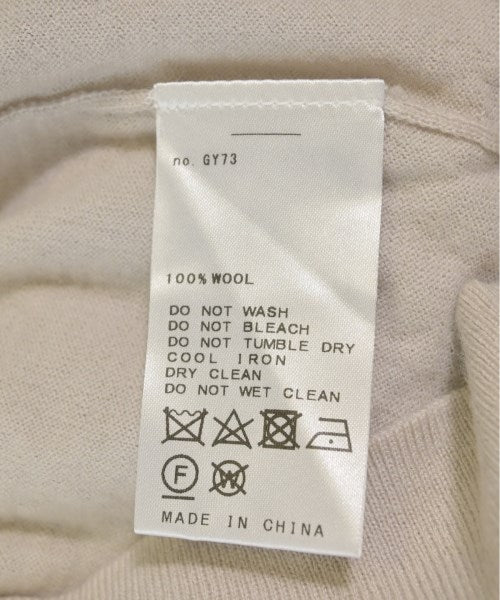 no. GY73
100% WOOL
DO NOT WASH
DO NOT BLEACH
DO NOT TUMBLE DRY
COOL IRON
DRY CLEAN
DO NOT WET CLEAN
F W
MADE IN CHINA